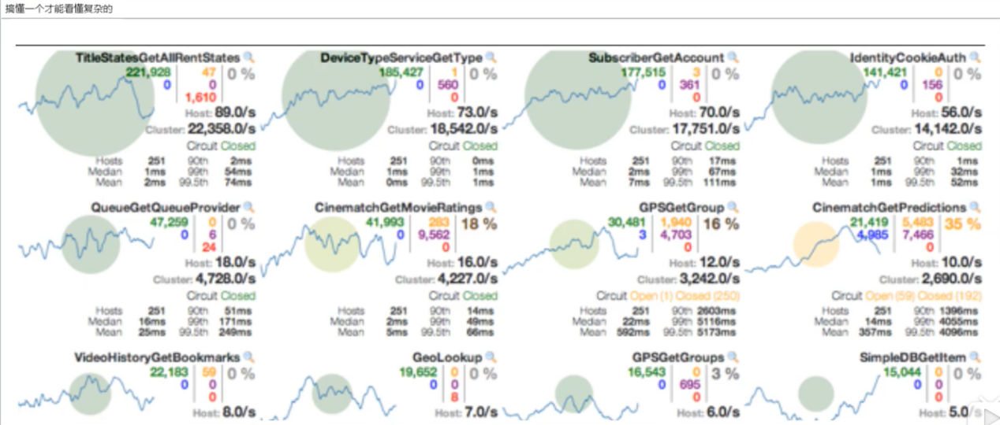 搞懂一个才能看懂复杂的
TitleStatesGetAllRentStates DeviceTypeServiceGetType SubscriberGetAccount IdentityCookieAuth
221,928 47 0 % 185,427 1 0 % 177,515 3 0 % 141,421 0 0 %
0 0 0 560 0 361 0 156
1,610 0 0 0
Host: 89.0/s Host: 73.0/s Host: 70.0/s Host: 56.0/s
Cluster: 22,358.0/s Cluster: 18,542.0/s Cluster: 17,751.0/s Cluster: 14,142.0/s
Circuit Closed Circuit Closed Circuit Closed Circuit Closed
Hosts 251 90th 2ms Hosts 251 90th 0ms Hosts 251 90th 17ms Hosts 251 90th 1ms
Median 1ms 99th 54ms Median 1ms 99th 1ms Median 2ms 99th 67ms Median 1ms 99th 32ms
Mean 2ms 99.5th 74ms Mean 0ms 99.5th 1ms Mean 7ms 99.5th 111ms Mean 1ms 99.5th 52ms
QueueGetQueueProvider CinematchGetMovieRatings GPSGetGroup CinematchGetPredictions
47,259 0 0 % 41,993 283 18 % 30,481 1,940 16 % 21,419 5,483 35 %
0 6 0 9,562 3 4,703 4,985 7,466
24 0 0 0
Host: 18.0/s Host: 16.0/s Host: 12.0/s Host: 10.0/s
Cluster: 4,728.0/s Cluster: 4,227.0/s Cluster: 3,242.0/s Cluster: 2,690.0/s
Circuit Closed Circuit Closed Circuit Open (1) Closed (250) Circuit Open (59) Closed (192)
Hosts 251 90th 51ms Hosts 251 90th 14ms Hosts 251 90th 2603ms Hosts 251 90th 1396ms
Median 16ms 99th 171ms Median 2ms 99th 49ms Median 22ms 99th 5116ms Median 14ms 99th 4055ms
Mean 25ms 99.5th 249ms Mean 5ms 99.5th 66ms Mean 592ms 99.5th 5173ms Mean 357ms 99.5th 4096ms
VideoHistoryGetBookmarks GeoLookup GPSGetGroups SimpleDBGetItem
22,183 59 0 % 19,652 0 0 % 16,543 0 3 % 15,044 0 0 %
0 0 0 0 0 695 0 0
0 8 0 0
Host: 8.0/s Host: 7.0/s Host: 6.0/s Host: 5.0/s